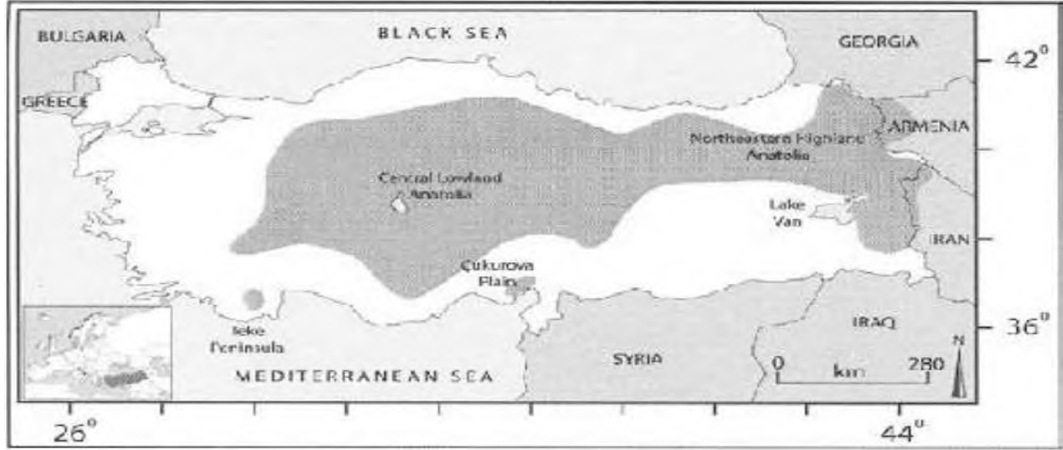 BLACK SEA
BULGARIA
GEORGIA
42°
GREECE
ARMENIA
Northeastern Highland
Anatolia
Central Lowland
Anatolia
Lake
Van
IRAN
Çukurova
Plain
36°
Teke
Peninsula
IRAQ
N
SYRIA
0
280
km
MEDITERRANEAN SEA
26°
44°